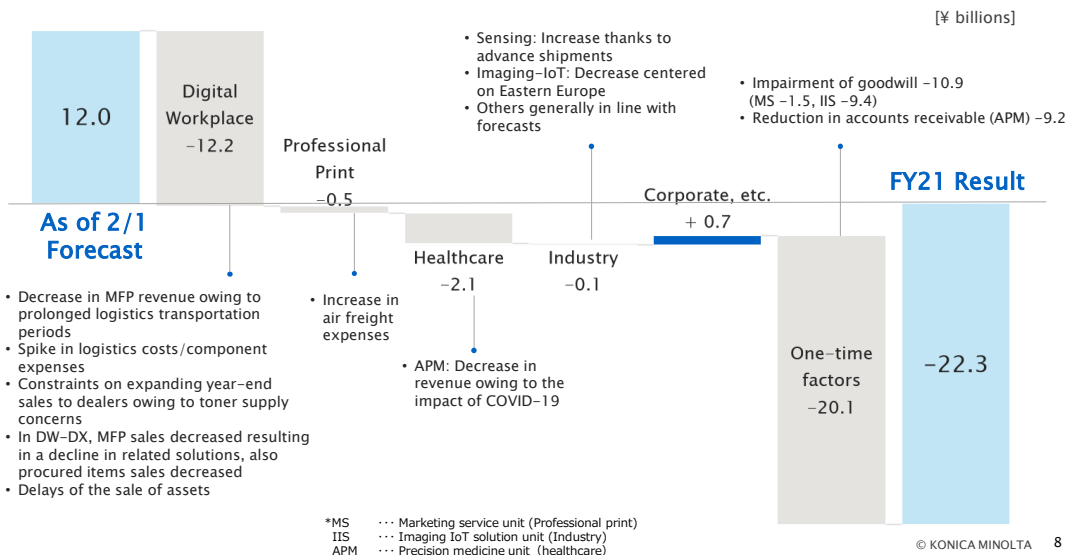 [¥ billions]
• Sensing: Increase thanks to
advance shipments
• Imaging-IoT: Decrease centered
on Eastern Europe
• Others generally in line with
forecasts
• Impairment of goodwill -10.9
(MS -1.5, IIS -9.4)
• Reduction in accounts receivable (APM) -9.2
12.0
Digital
Workplace
-12.2
Professional
Print
-0.5
Corporate, etc.
+ 0.7
FY21 Result
As of 2/1
Forecast
Healthcare
-2.1
Industry
-0.1
One-time
factors
-20.1
-22.3
• Decrease in MFP revenue owing to
prolonged logistics transportation
periods
• Spike in logistics costs/component
expenses
• Constraints on expanding year-end
sales to dealers owing to toner supply
concerns
• In DW-DX, MFP sales decreased resulting
in a decline in related solutions, also
procured items sales decreased
• Delays of the sale of assets
• Increase in
air freight
expenses
• APM: Decrease in
revenue owing to the
impact of COVID-19
*MS ··· Marketing service unit (Professional print)
IIS ··· Imaging IoT solution unit (Industry)
APM ··· Precision medicine unit (healthcare)
© KONICA MINOLTA 8